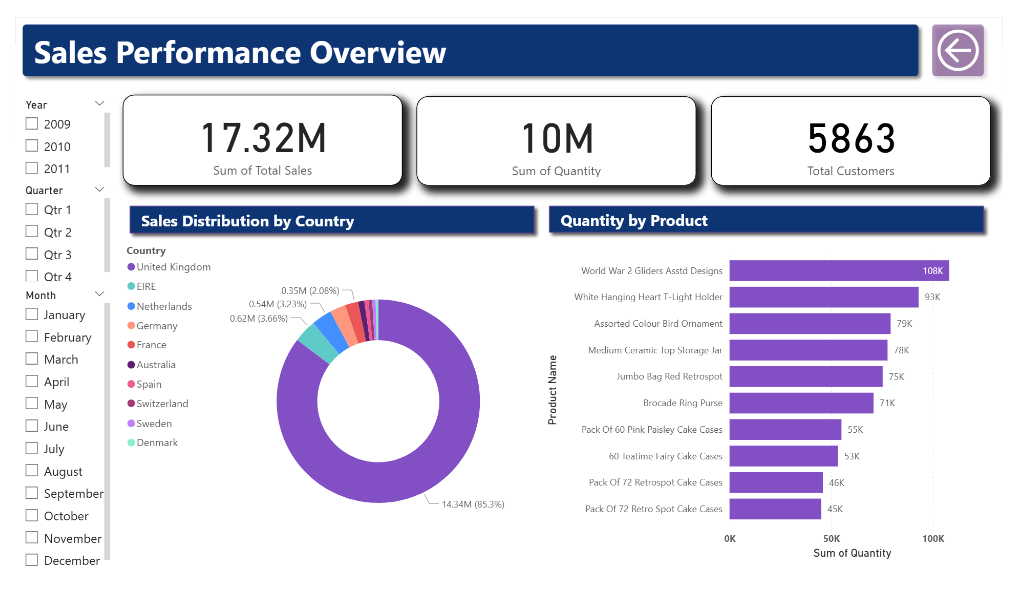 Sales Performance Overview
Year
2009
2010
2011
Quarter
Qtr 1
Qtr 2
Qtr 3
Qtr 4
Month
January
February
March
April
May
June
July
August
September
October
November
December
17.32M
Sum of Total Sales
10M
Sum of Quantity
5863
Total Customers
Sales Distribution by Country
Country
United Kingdom
EIRE
Netherlands
Germany
France
Australia
Spain
Switzerland
Sweden
Denmark
0.35M (2.08%)
0.54M (3.23%)
0.62M (3.66%)
14.34M (85.3%)
Quantity by Product
Product Name
World War 2 Gliders Asstd Designs 108K
White Hanging Heart T-Light Holder 93K
Assorted Colour Bird Ornament 79K
Medium Ceramic Top Storage Jar 78K
Jumbo Bag Red Retrospot 75K
Brocade Ring Purse 71K
Pack Of 60 Pink Paisley Cake Cases 55K
60 Teatime Fairy Cake Cases 53K
Pack Of 72 Retrospot Cake Cases 46K
Pack Of 72 Retro Spot Cake Cases 45K
0K 50K 100K
Sum of Quantity